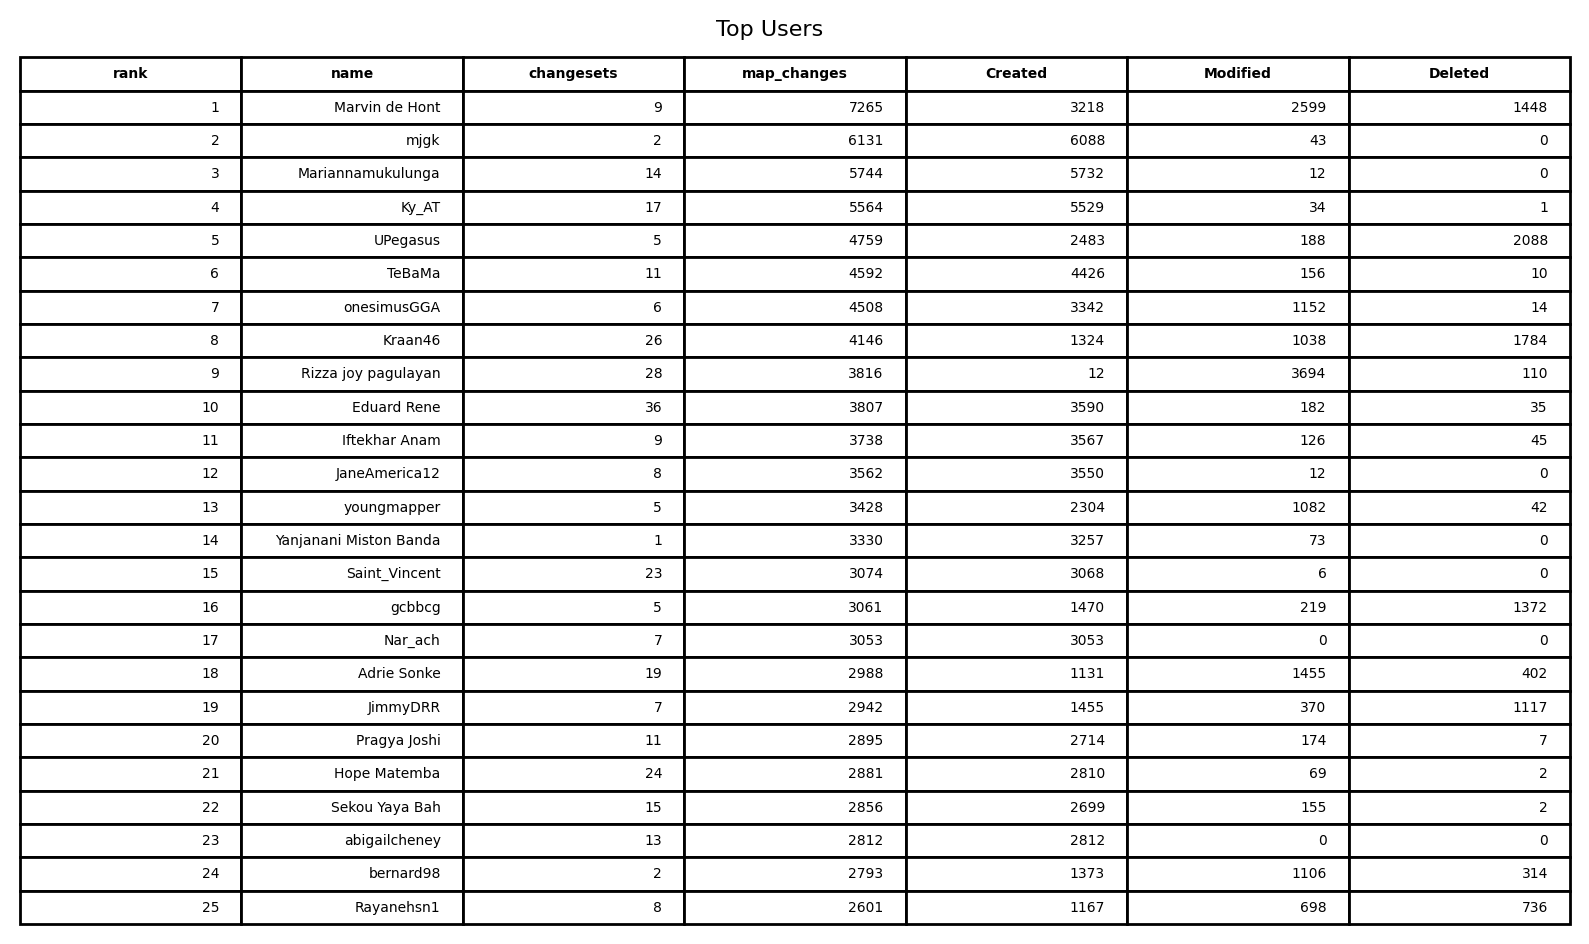 Top Users
rank name changesets map_changes Created Modified Deleted
1 Marvin de Hont 9 7265 3218 2599 1448
2 mjgk 2 6131 6088 43 0
3 Mariannamukulunga 14 5744 5732 12 0
4 Ky_AT 17 5564 5529 34 1
5 UPegasus 5 4759 2483 188 2088
6 TeBaMa 11 4592 4426 156 10
7 onesimusGGA 6 4508 3342 1152 14
8 Kraan46 26 4146 1324 1038 1784
9 Rizza joy pagulayan 28 3816 12 3694 110
10 Eduard Rene 36 3807 3590 182 35
11 Iftekhar Anam 9 3738 3567 126 45
12 JaneAmerica12 8 3562 3550 12 0
13 youngmapper 5 3428 2304 1082 42
14 Yanjanani Miston Banda 1 3330 3257 73 0
15 Saint_Vincent 23 3074 3068 6 0
16 gcbbcg 5 3061 1470 219 1372
17 Nar_ach 7 3053 3053 0 0
18 Adrie Sonke 19 2988 1131 1455 402
19 JimmyDRR 7 2942 1455 370 1117
20 Pragya Joshi 11 2895 2714 174 7
21 Hope Matemba 24 2881 2810 69 2
22 Sekou Yaya Bah 15 2856 2699 155 2
23 abigailcheney 13 2812 2812 0 0
24 bernard98 2 2793 1373 1106 314
25 Rayanehsn1 8 2601 1167 698 736